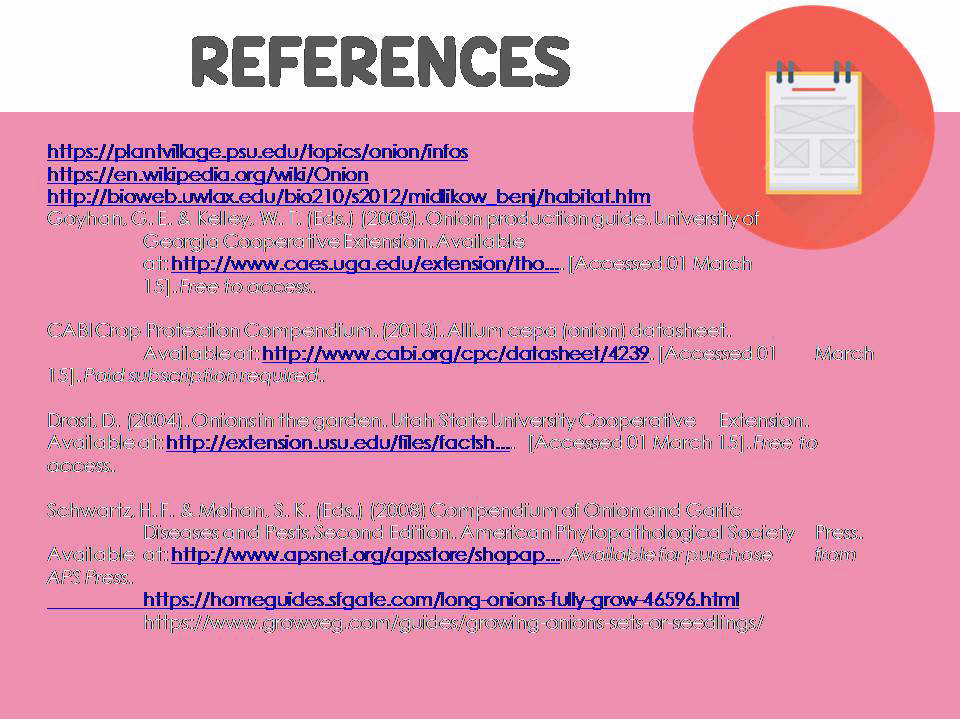 REFERENCES
https://plantvillage.psu.edu/topics/onion/infos
https://en.wikipedia.org/wiki/Onion
http://bioweb.uwlax.edu/bio210/s2012/midlikow_benj/habitat.htm
Goyhan, G. E. & Kelley, W. T. (Eds.) (2008). Onion production guide. University of
Georgia Cooperative Extension. Available
at: http://www.caes.uga.edu/extension/tho.... [Accessed 01 March
15]. Free to access.
CABI Crop Protection Compendium. (2013). Allium cepa (onion) datasheet.
Available at: http://www.cabi.org/cpc/datasheet/4239. [Accessed 01 March
15]. Paid subscription required.
Drost, D. (2004). Onions in the garden. Utah State University Cooperative Extension.
Available at: http://extension.usu.edu/files/factsh.... [Accessed 01 March 15]. Free to
access.
Schwartz, H. F. & Mohan, S. K. (Eds.) (2008) Compendium of Onion and Garlic
Diseases and Pests,Second Edition. American Phytopathological Society Press.
Available at: http://www.apsnet.org/apsstore/shopap.... Available for purchase from
APS Press.
https://homeguides.sfgate.com/long-onions-fully-grow-46596.html
https://www.growveg.com/guides/growing-onions-sets-or-seedlings/